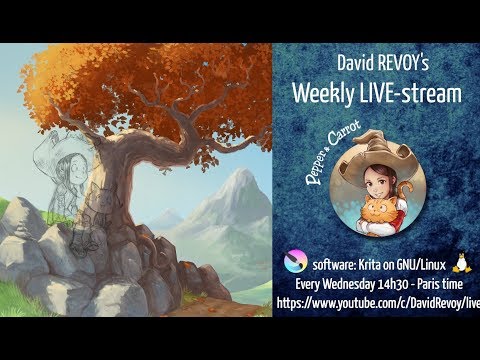 David REVOY's
Weekly LIVE-stream
Pepper & Carrot
software: Krita on GNU/Linux
Every Wednesday 14h30 - Paris time
https://www.youtube.com/c/DavidRevoy/live